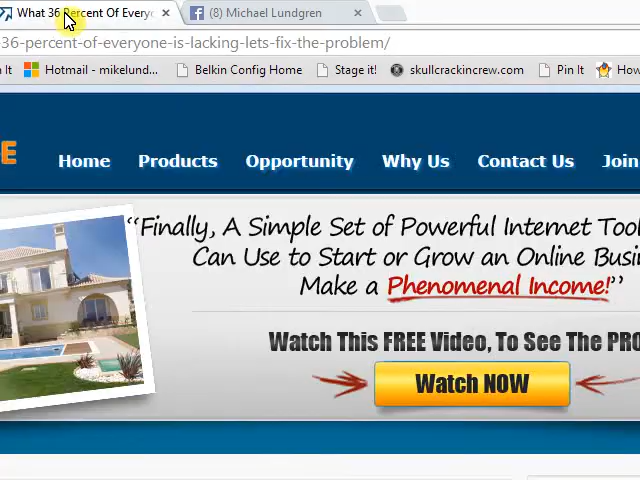 What 36 Percent Of Every
(8) Michael Lundgren
-36-percent-of-everyone-is-lacking-lets-fix-the-problem/
n It
Hotmail - mikelund...
Belkin Config Home
Stage it!
skullcrackincrew.com
Pin It
How
E
Home
Products
Opportunity
Why Us
Contact Us
Join
“Finally, A Simple Set of Powerful Internet Tool
Can Use to Start or Grow an Online Busi
Make a Phenomenal Income!”
Watch This FREE Video, To See The PRO
Watch NOW